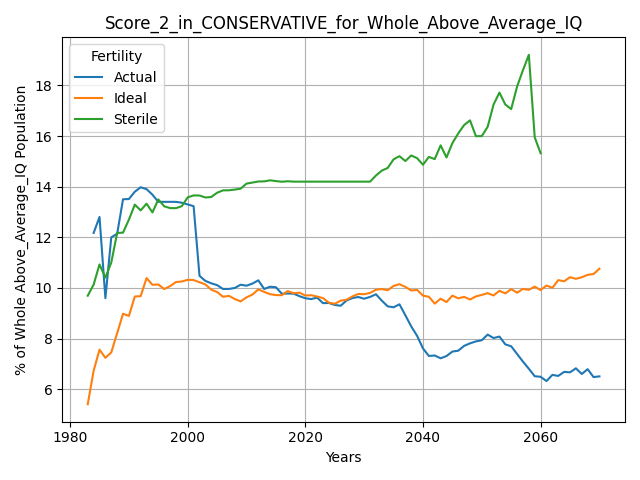 Score_2_in_CONSERVATIVE_for_Whole_Above_Average_IQ
% of Whole Above_Average_IQ Population
18
16
14
12
10
8
6
Fertility
Actual
Ideal
Sterile
1980
2000
2020
2040
2060
Years